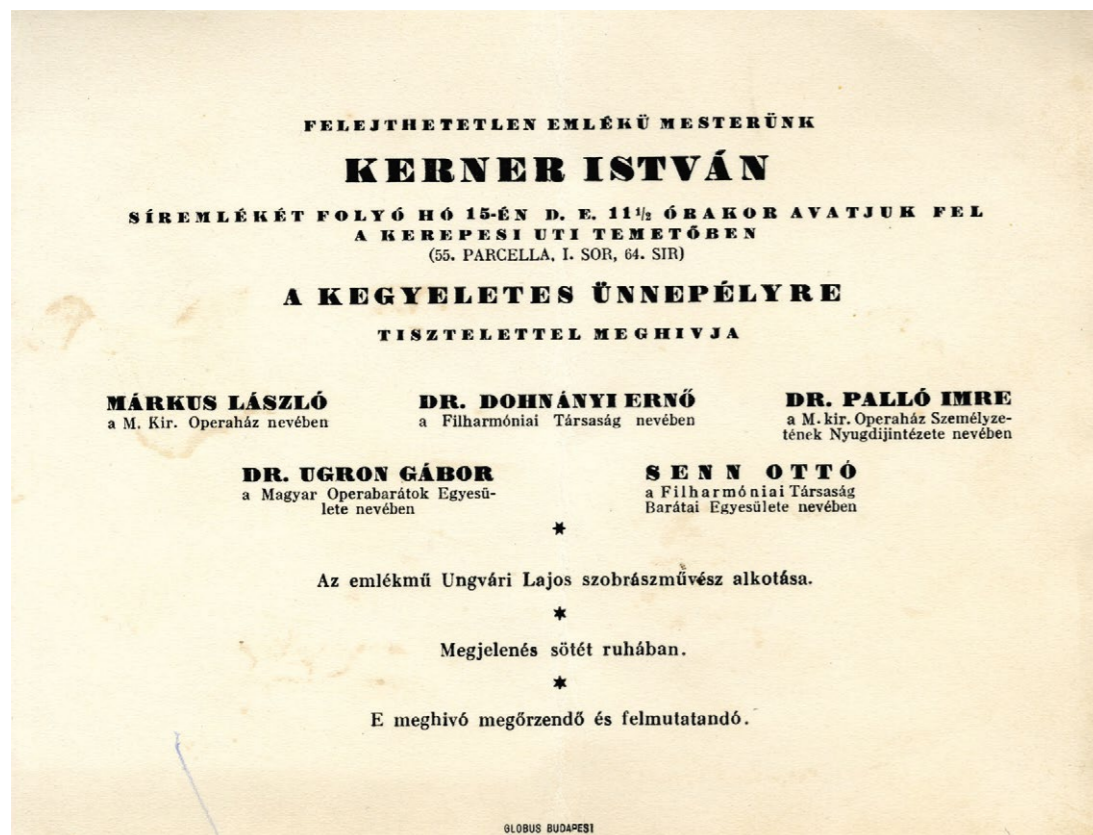 FELEJTHETETLEN EMLÉKÜ MESTERÜNK
KERNER ISTVÁN
SÍREMLÉKÉT FOLYÓ HÓ 15-ÉN D. E. 11½ ÓRAKOR AVATJUK FEL
A KEREPESI UTI TEMETŐBEN
(55. PARCELLA, I. SOR, 64. SIR)
A KEGYELETES ÜNNEPÉLYRE
TISZTELETTEL MEGHIVJA
MÁRKUS LÁSZLÓ
a M. Kir. Operaház nevében
DR. DOHNÁNYI ERNŐ
a Filharmóniai Társaság nevében
DR. PALLÓ IMRE
a M. kir. Operaház Személyze-
tének Nyugdijintézete nevében
DR. UGRON GÁBOR
a Magyar Operabarátok Egyesü-
lete nevében
SENN OTTÓ
a Filharmóniai Társaság
Barátai Egyesülete nevében
*
Az emlékmű Ungvári Lajos szobrászművész alkotása.
*
Megjelenés sötét ruhában.
*
E meghivó megőrzendő és felmutatandó.
GLOBUS BUDAPEST